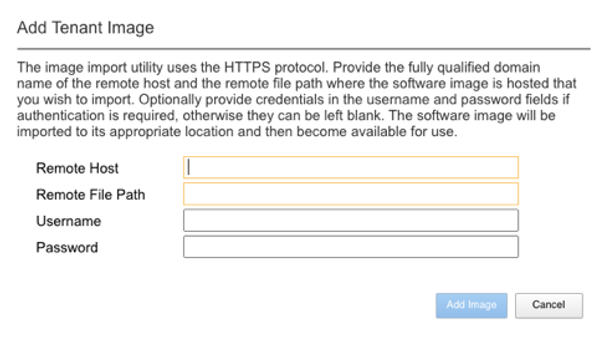 Add Tenant Image
The image import utility uses the HTTPS protocol. Provide the fully qualified domain
name of the remote host and the remote file path where the software image is hosted that
you wish to import. Optionally provide credentials in the username and password fields if
authentication is required, otherwise they can be left blank. The software image will be
imported to its appropriate location and then become available for use.
Remote Host
Remote File Path
Username
Password
Add Image Cancel